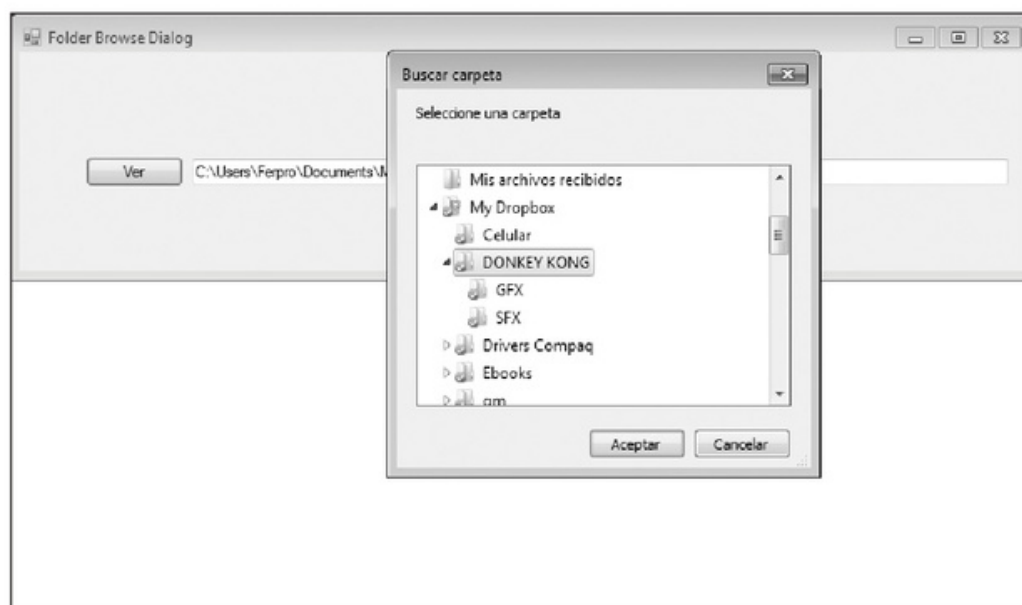 Folder Browse Dialog
Buscar carpeta
Seleccione una carpeta
Ver C:\Users\Ferpro\Documents\M
Mis archivos recibidos
My Dropbox
Celular
DONKEY KONG
GFX
SFX
Drivers Compaq
Ebooks
gm
Aceptar Cancelar